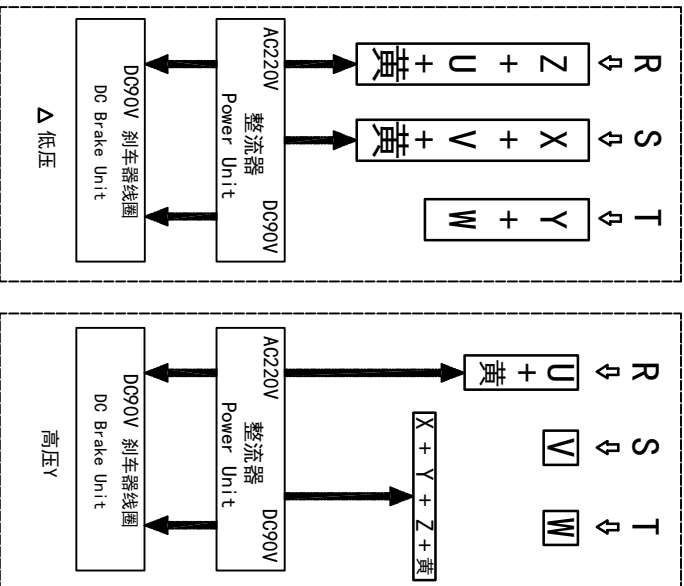 R S T
Z+U+黄
X+V+黄
Y+W
AC220V 整流器 DC90V
Power Unit
DC90V 刹车器线圈
DC Brake Unit
Δ 低压
R S T
U+黄
V
W
X+Y+Z+黄
AC220V 整流器 DC90V
Power Unit
DC90V 刹车器线圈
DC Brake Unit
高压Y